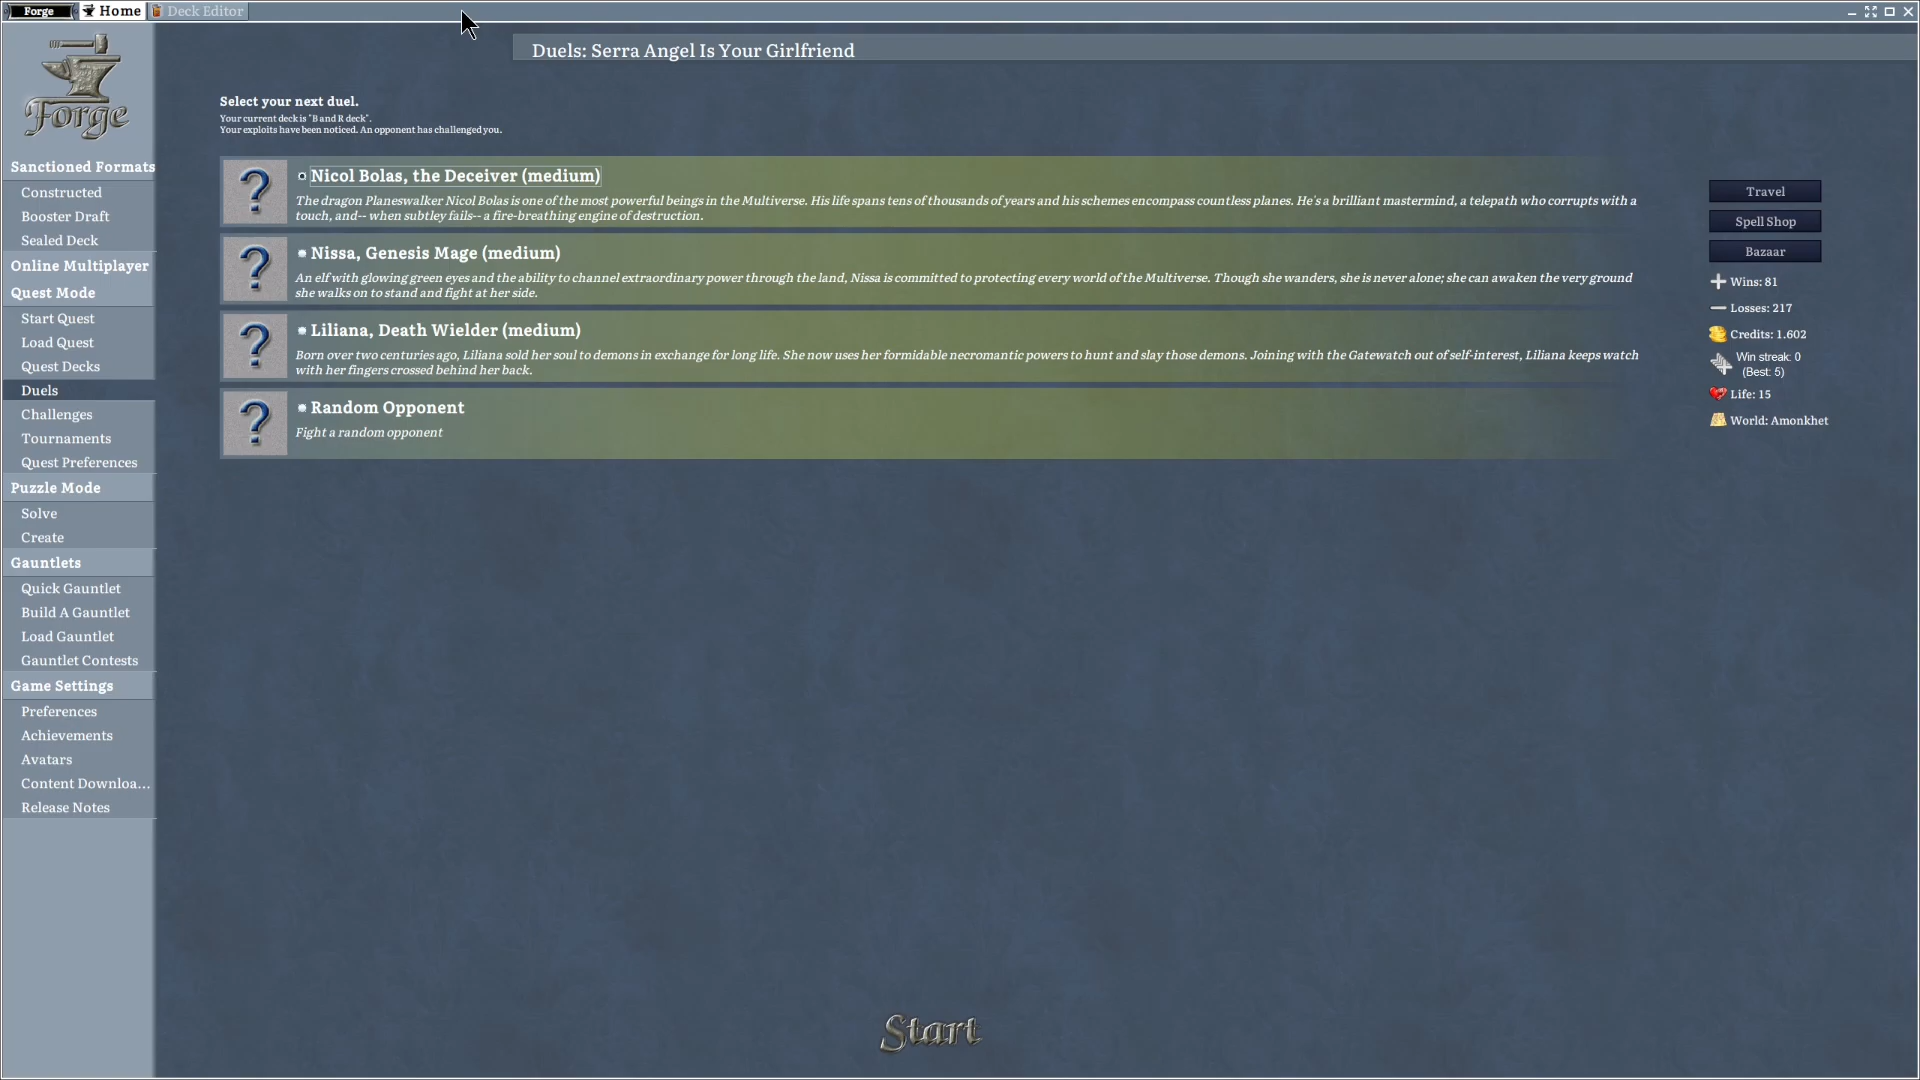 Forge
Home
Deck Editor
Duels: Serra Angel Is Your Girlfriend
Forge
Sanctioned Formats
Constructed
Booster Draft
Sealed Deck
Online Multiplayer
Quest Mode
Start Quest
Load Quest
Quest Decks
Duels
Challenges
Tournaments
Quest Preferences
Puzzle Mode
Solve
Create
Gauntlets
Quick Gauntlet
Build A Gauntlet
Load Gauntlet
Gauntlet Contests
Game Settings
Preferences
Achievements
Avatars
Content Downloa...
Release Notes
Select your next duel.
Your current deck is "B and R deck".
Your exploits have been noticed. An opponent has challenged you.
?
Nicol Bolas, the Deceiver (medium)
The dragon Planeswalker Nicol Bolas is one of the most powerful beings in the Multiverse. His life spans tens of thousands of years and his schemes encompass countless planes. He's a brilliant mastermind, a telepath who corrupts with a
touch, and-- when subtley fails-- a fire-breathing engine of destruction.
?
Nissa, Genesis Mage (medium)
An elf with glowing green eyes and the ability to channel extraordinary power through the land, Nissa is committed to protecting every world of the Multiverse. Though she wanders, she is never alone; she can awaken the very ground
she walks on to stand and fight at her side.
?
Liliana, Death Wielder (medium)
Born over two centuries ago, Liliana sold her soul to demons in exchange for long life. She now uses her formidable necromantic powers to hunt and slay those demons. Joining with the Gatewatch out of self-interest, Liliana keeps watch
with her fingers crossed behind her back.
?
Random Opponent
Fight a random opponent
Travel
Spell Shop
Bazaar
Wins: 81
Losses: 217
Credits: 1.602
Win streak: 0
(Best: 5)
Life: 15
World: Amonkhet
Start